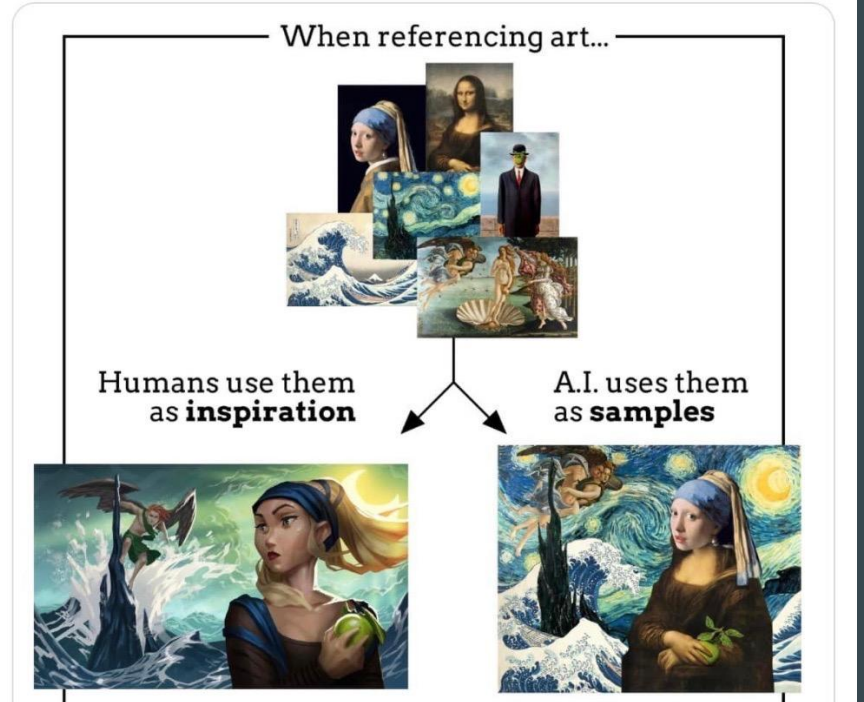 When referencing art...
Humans use them
as inspiration
A.I. uses them
as samples